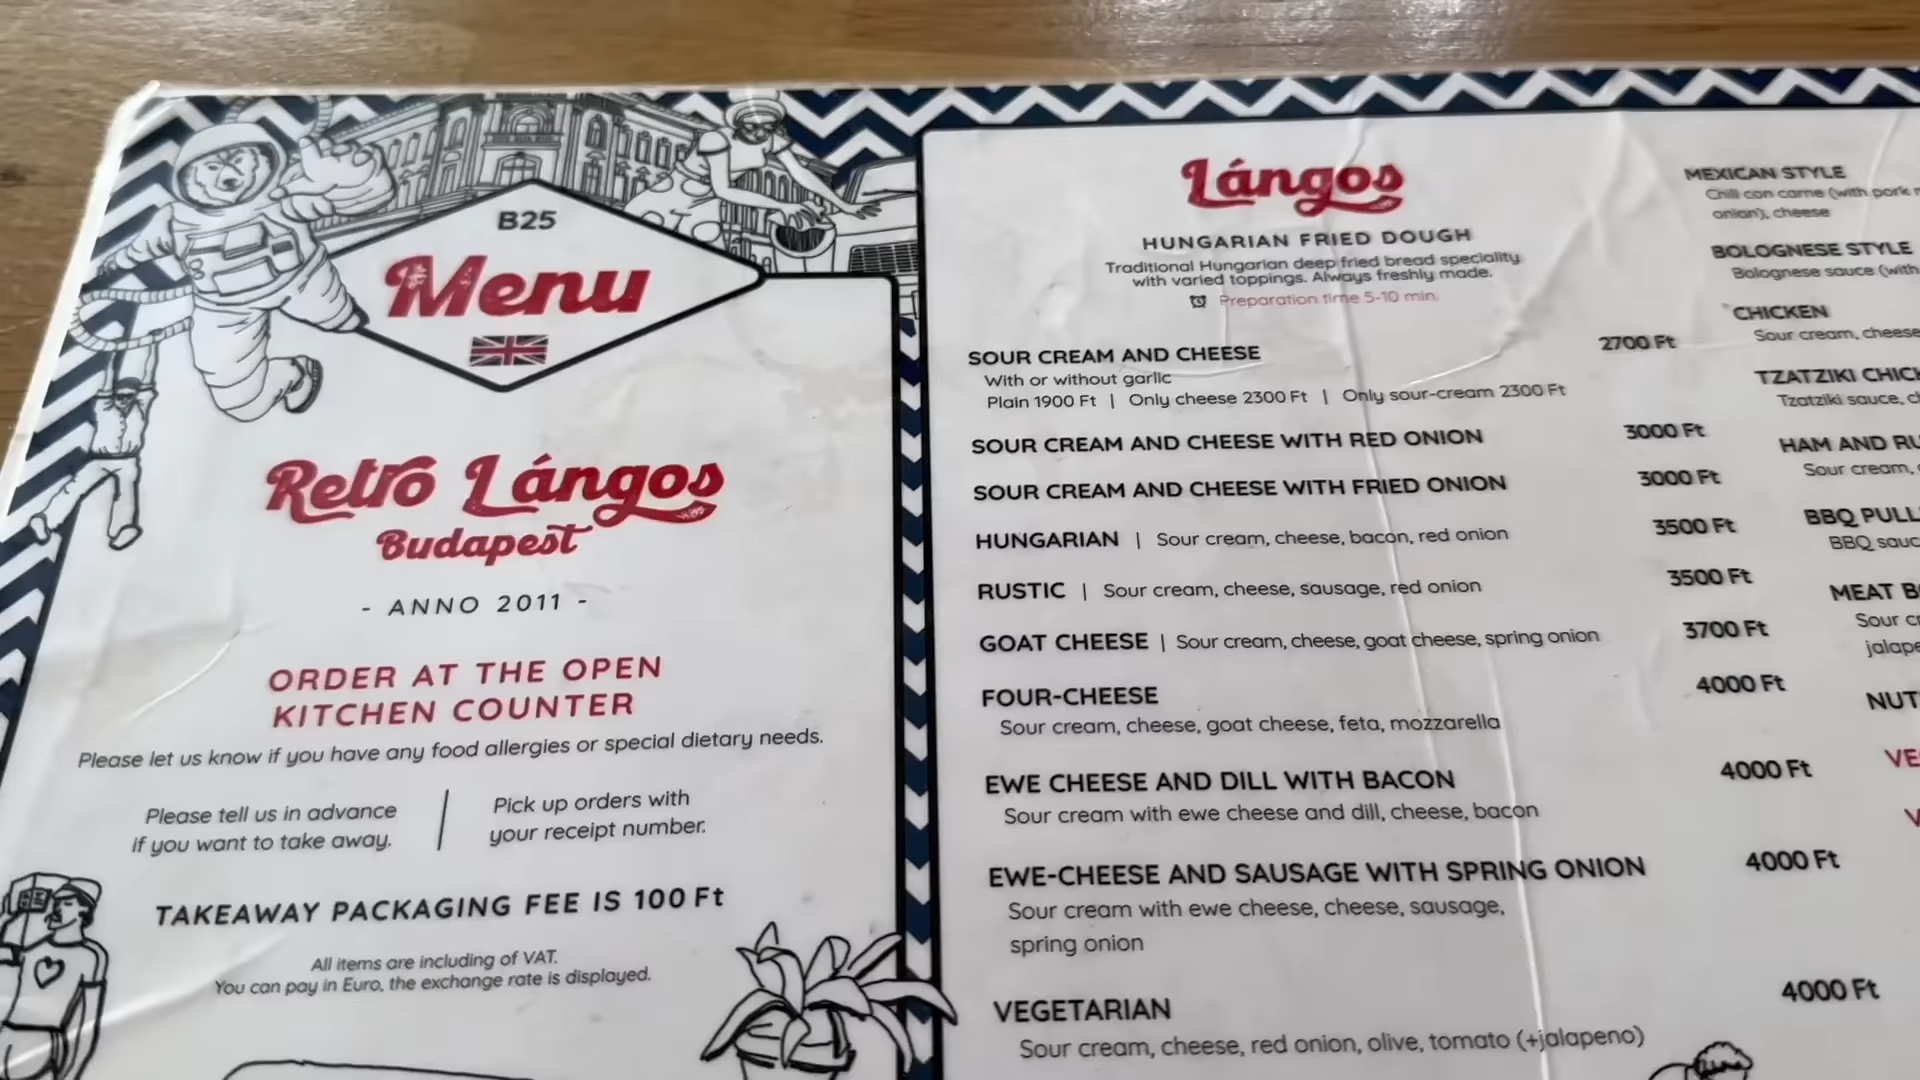 B25
Menu
Retro Lángos
Budapest
- ANNO 2011 -
ORDER AT THE OPEN
KITCHEN COUNTER
Please let us know if you have any food allergies or special dietary needs.
Please tell us in advance
if you want to take away.
Pick up orders with
your receipt number.
TAKEAWAY PACKAGING FEE IS 100 Ft
All items are including of VAT.
You can pay in Euro, the exchange rate is displayed.
Lángos
HUNGARIAN FRIED DOUGH
Traditional Hungarian deep fried bread speciality
with varied toppings. Always freshly made.
Preparation time 5-10 min.
SOUR CREAM AND CHEESE 2700 Ft
With or without garlic
Plain 1900 Ft | Only cheese 2300 Ft | Only sour-cream 2300 Ft
SOUR CREAM AND CHEESE WITH RED ONION 3000 Ft
SOUR CREAM AND CHEESE WITH FRIED ONION 3000 Ft
HUNGARIAN | Sour cream, cheese, bacon, red onion 3500 Ft
RUSTIC | Sour cream, cheese, sausage, red onion 3500 Ft
GOAT CHEESE | Sour cream, cheese, goat cheese, spring onion 3700 Ft
FOUR-CHEESE 4000 Ft
Sour cream, cheese, goat cheese, feta, mozzarella
EWE CHEESE AND DILL WITH BACON 4000 Ft
Sour cream with ewe cheese and dill, cheese, bacon
EWE-CHEESE AND SAUSAGE WITH SPRING ONION 4000 Ft
Sour cream with ewe cheese, cheese, sausage,
spring onion
VEGETARIAN 4000 Ft
Sour cream, cheese, red onion, olive, tomato (+jalapeno)
MEXICAN STYLE
Chili con carne (with pork
onion), cheese
BOLOGNESE STYLE
Bolognese sauce (with
CHICKEN
Sour cream, cheese
TZATZIKI
Tzatziki sauce,
HAM AND
Sour cream,
BBQ
BBQ
MEAT
Sour